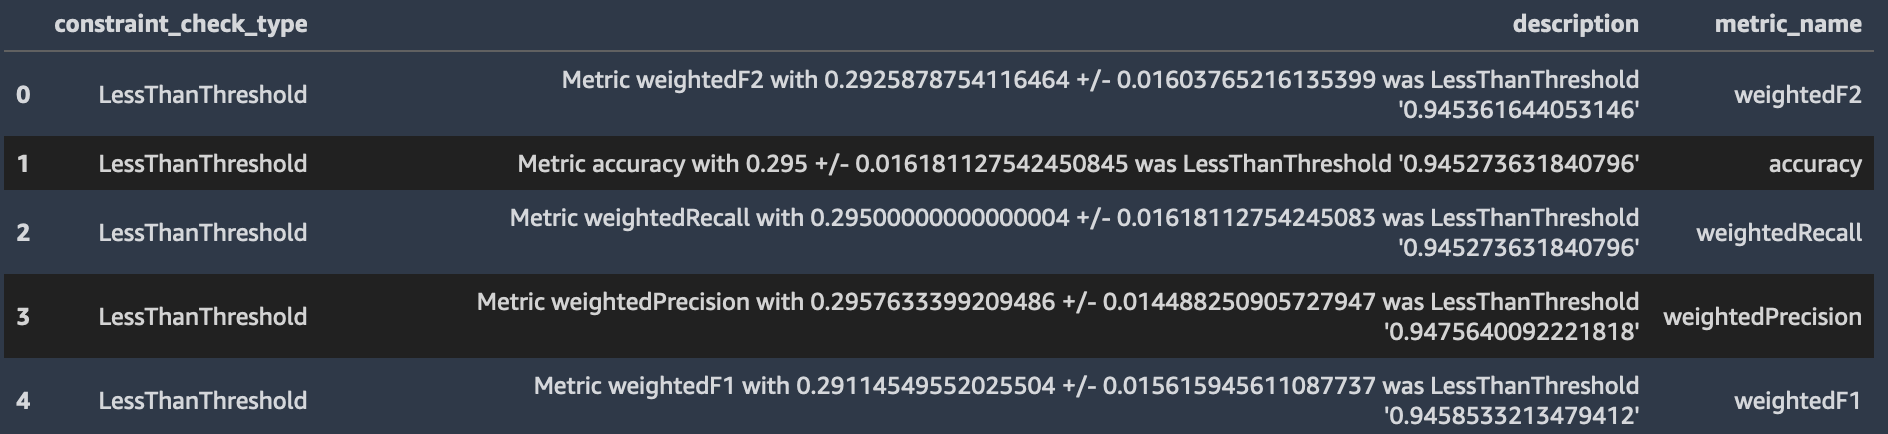 constraint_check_type description metric_name
0 LessThanThreshold Metric weightedF2 with 0.2925878754116464 +/- 0.01603765216135399 was LessThanThreshold '0.945361644053146' weightedF2
1 LessThanThreshold Metric accuracy with 0.295 +/- 0.016181127542450845 was LessThanThreshold '0.945273631840796' accuracy
2 LessThanThreshold Metric weightedRecall with 0.29500000000000004 +/- 0.01618112754245083 was LessThanThreshold '0.945273631840796' weightedRecall
3 LessThanThreshold Metric weightedPrecision with 0.2957633399209486 +/- 0.014488250905727947 was LessThanThreshold '0.9475640092221818' weightedPrecision
4 LessThanThreshold Metric weightedF1 with 0.29114549552025504 +/- 0.015615945611087737 was LessThanThreshold '0.9458533213479412' weightedF1